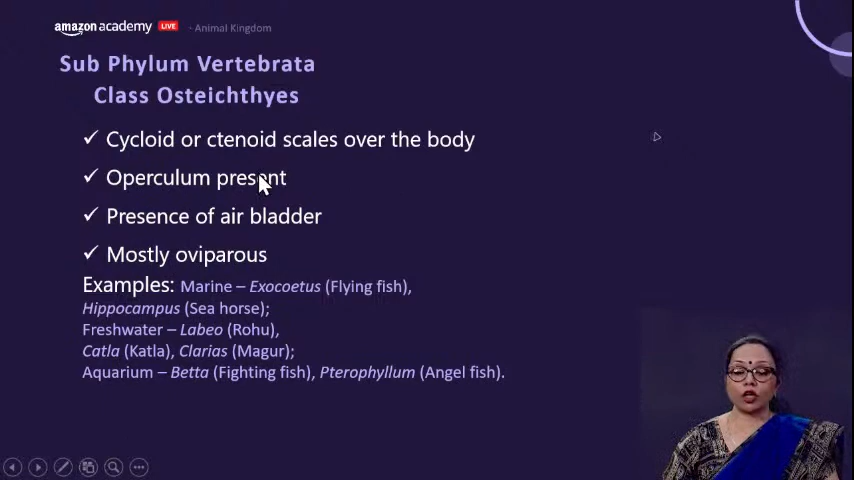 amazon academy LIVE - Animal Kingdom
Sub Phylum Vertebrata
Class Osteichthyes
✓ Cycloid or ctenoid scales over the body
✓ Operculum present
✓ Presence of air bladder
✓ Mostly oviparous
Examples: Marine – Exocoetus (Flying fish),
Hippocampus (Sea horse);
Freshwater – Labeo (Rohu),
Catla (Katla), Clarias (Magur);
Aquarium – Betta (Fighting fish), Pterophyllum (Angel fish).